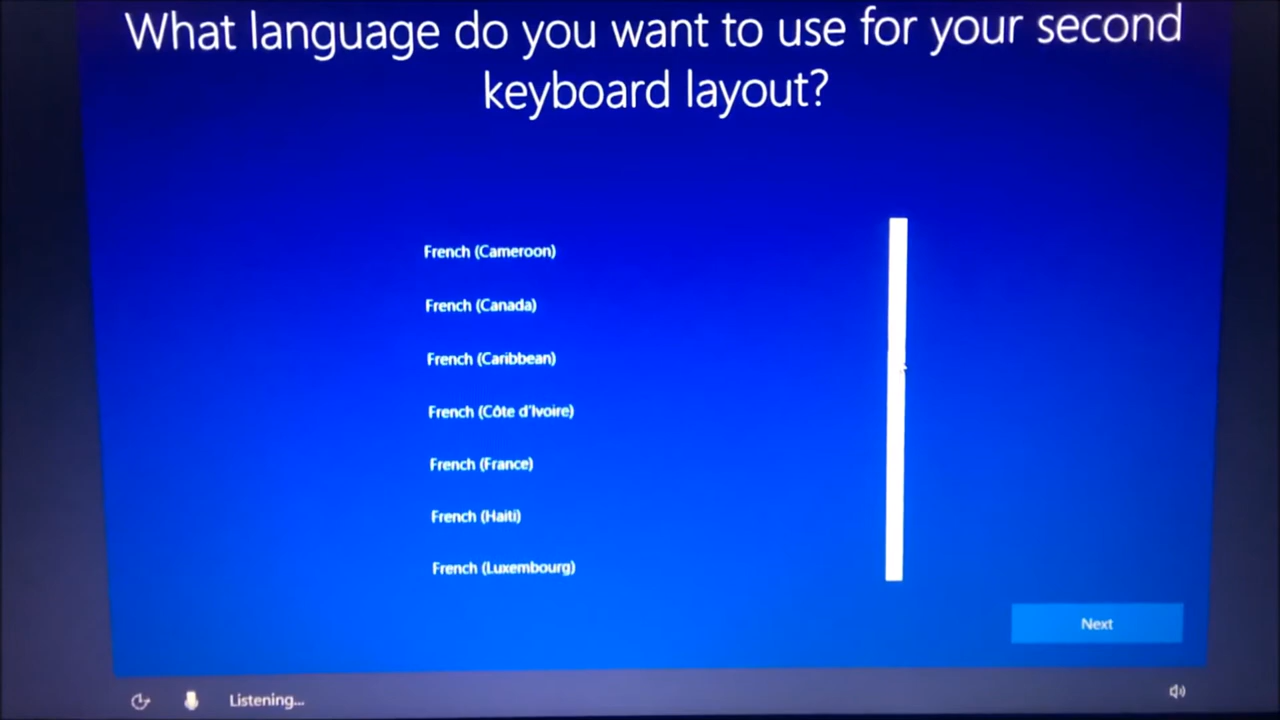 What language do you want to use for your second
keyboard layout?
French (Cameroon)
French (Canada)
French (Caribbean)
French (Côte d'Ivoire)
French (France)
French (Haiti)
French (Luxembourg)
Next
Listening...